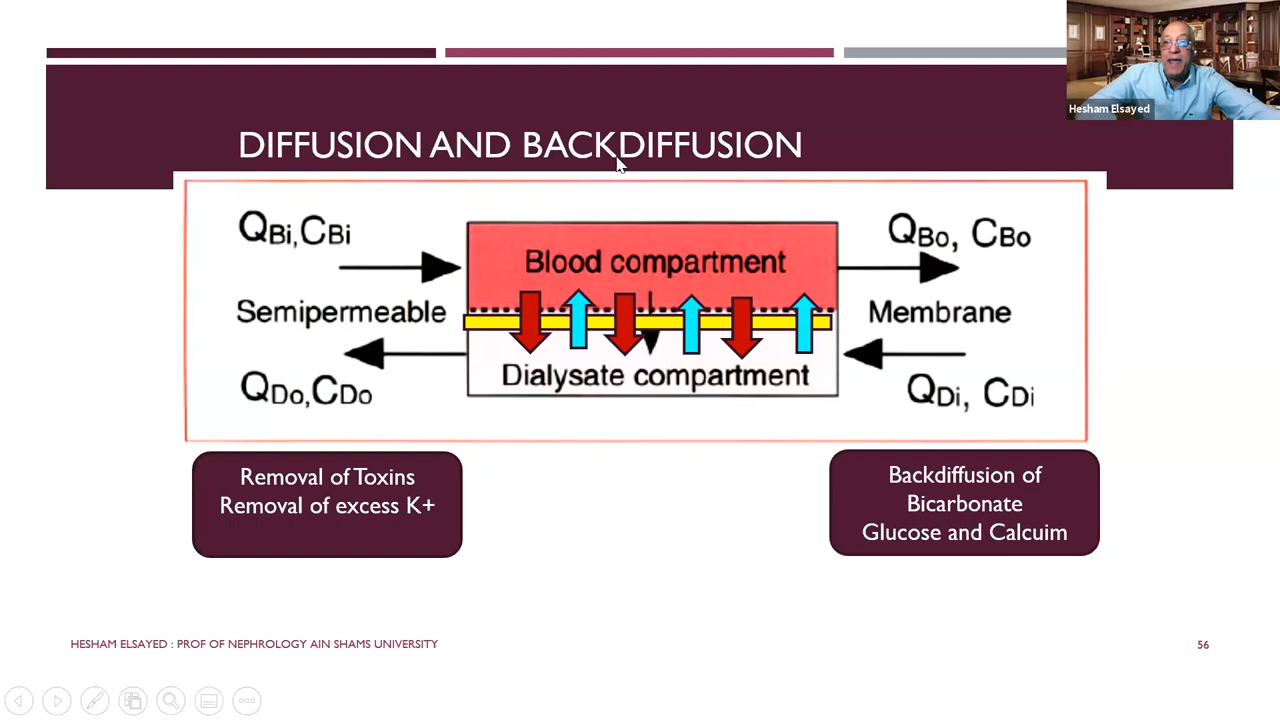 Hesham Elsayed
DIFFUSION AND BACKDIFFUSION
QBi, CBi
QBo, CBo
Blood compartment
Semipermeable
Membrane
Dialysate compartment
QDo,CDo
QDi, CDi
Removal of Toxins
Removal of excess K+
Backdiffusion of
Bicarbonate
Glucose and Calcuim
HESHAM ELSAYED : PROF OF NEPHROLOGY AIN SHAMS UNIVERSITY
56